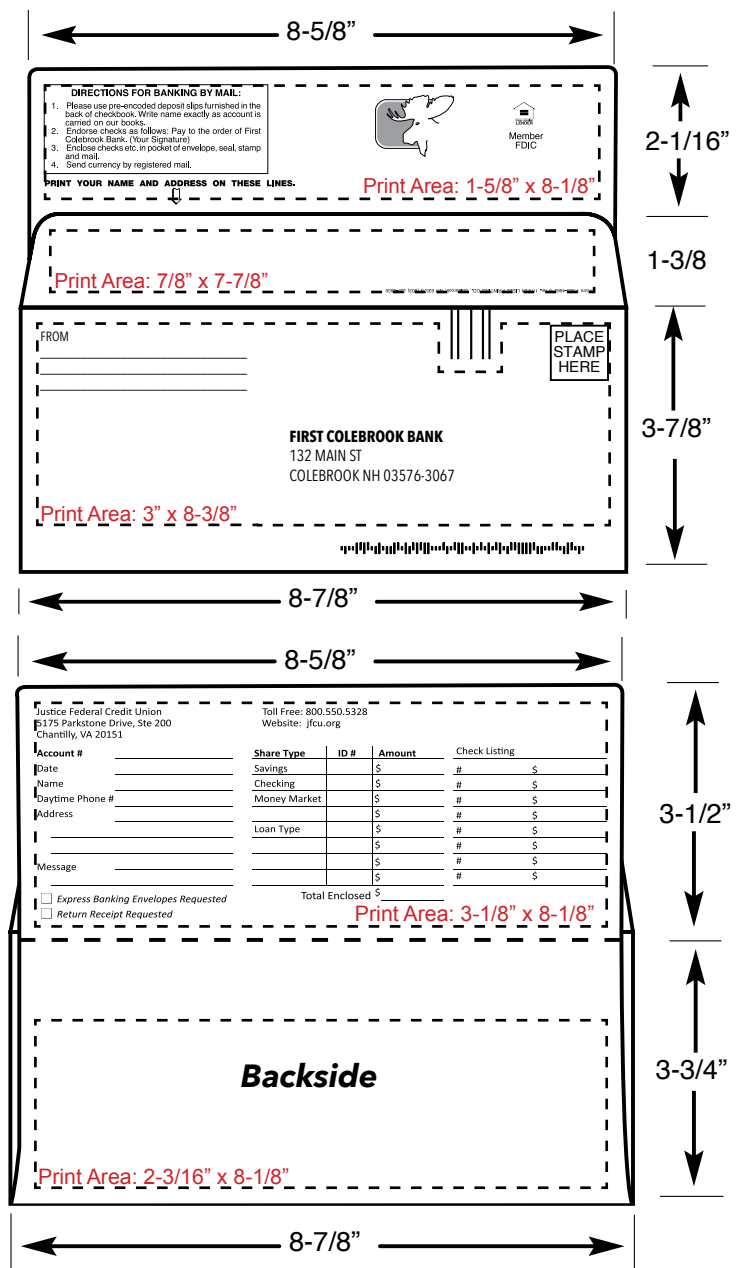 8-5/8”
DIRECTIONS FOR BANKING BY MAIL:
1. Please use pre-encoded deposit slips furnished in the
back of checkbook. Write name exactly as account is
carried on our books.
2. Endorse checks as follows: Pay to the order of First
Colebrook Bank. (Your Signature)
3. Enclose checks etc. in pocket of envelope, seal, stamp
and mail.
4. Send currency by registered mail.
PRINT YOUR NAME AND ADDRESS ON THESE LINES.
LENDER
Member
FDIC
Print Area: 1-5/8” x 8-1/8”
2-1/16”
1-3/8
Print Area: 7/8” x 7-7/8”
FROM
PLACE
STAMP
HERE
FIRST COLEBROOK BANK
132 MAIN ST
COLEBROOK NH 03576-3067
3-7/8”
Print Area: 3” x 8-3/8”
8-7/8”
8-5/8”
Justice Federal Credit Union
5175 Parkstone Drive, Ste 200
Chantilly, VA 20151
Toll Free: 800.550.5328
Website: jfcu.org
Account # Share Type ID # Amount Check Listing
Date Savings $ # $
Name Checking $ # $
Daytime Phone # Money Market $ # $
Address $ # $
Loan Type $ # $
$ # $
Message $ # $
$ # $
Express Banking Envelopes Requested
Return Receipt Requested
Total Enclosed $
Print Area: 3-1/8” x 8-1/8”
3-1/2”
Backside
3-3/4”
Print Area: 2-3/16” x 8-1/8”
8-7/8”